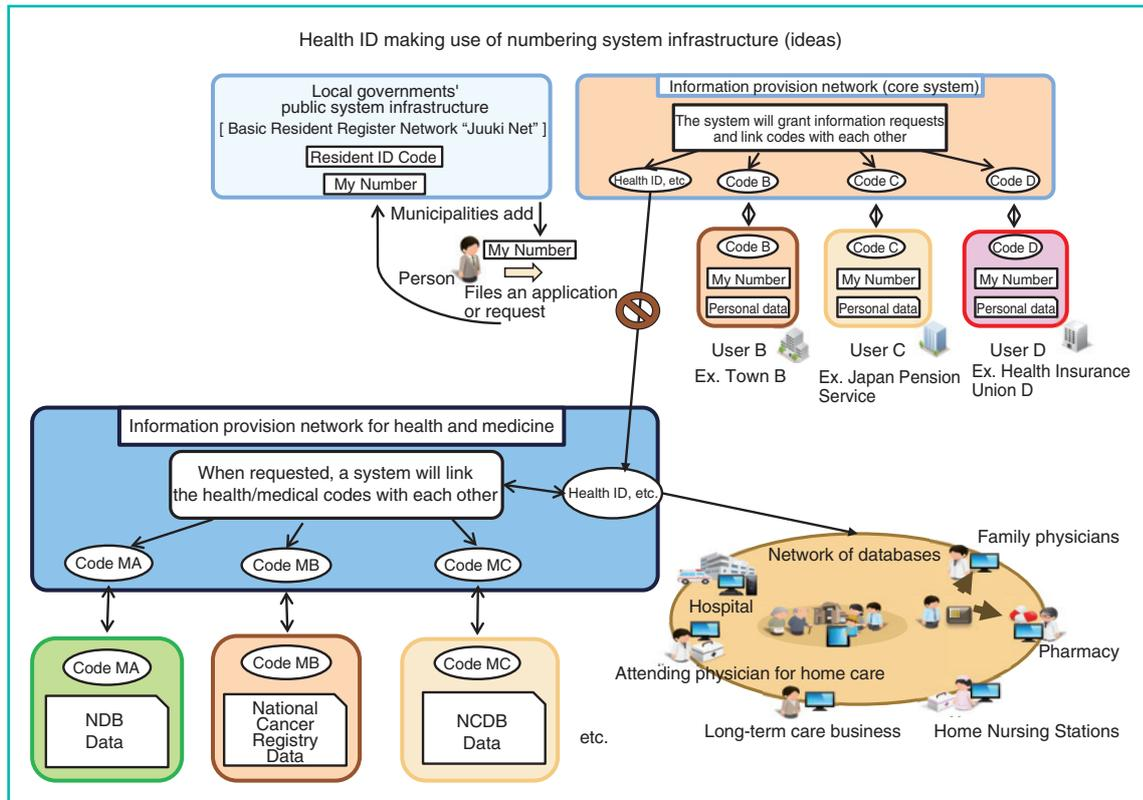 Health ID making use of numbering system infrastructure (ideas)
Local governments'
public system infrastructure
[ Basic Resident Register Network “Juuki Net” ]
Resident ID Code
My Number
Municipalities add
My Number
Person
Files an application
or request
Information provision network (core system)
The system will grant information requests
and link codes with each other
Health ID, etc
Code B
Code C
Code D
Code B
My Number
Personal data
User B
Ex. Town B
Code C
My Number
Personal data
User C
Ex. Japan Pension
Service
Code D
My Number
Personal data
User D
Ex. Health Insurance
Union D
Information provision network for health and medicine
When requested, a system will link
the health/medical codes with each other
Health ID, etc.
Code MA
Code MB
Code MC
Code MA
NDB
Data
Code MB
National
Cancer
Registry
Data
Code MC
NCDB
Data
etc.
Network of databases
Family physicians
Hospital
Pharmacy
Attending physician for home care
Long-term care business
Home Nursing Stations